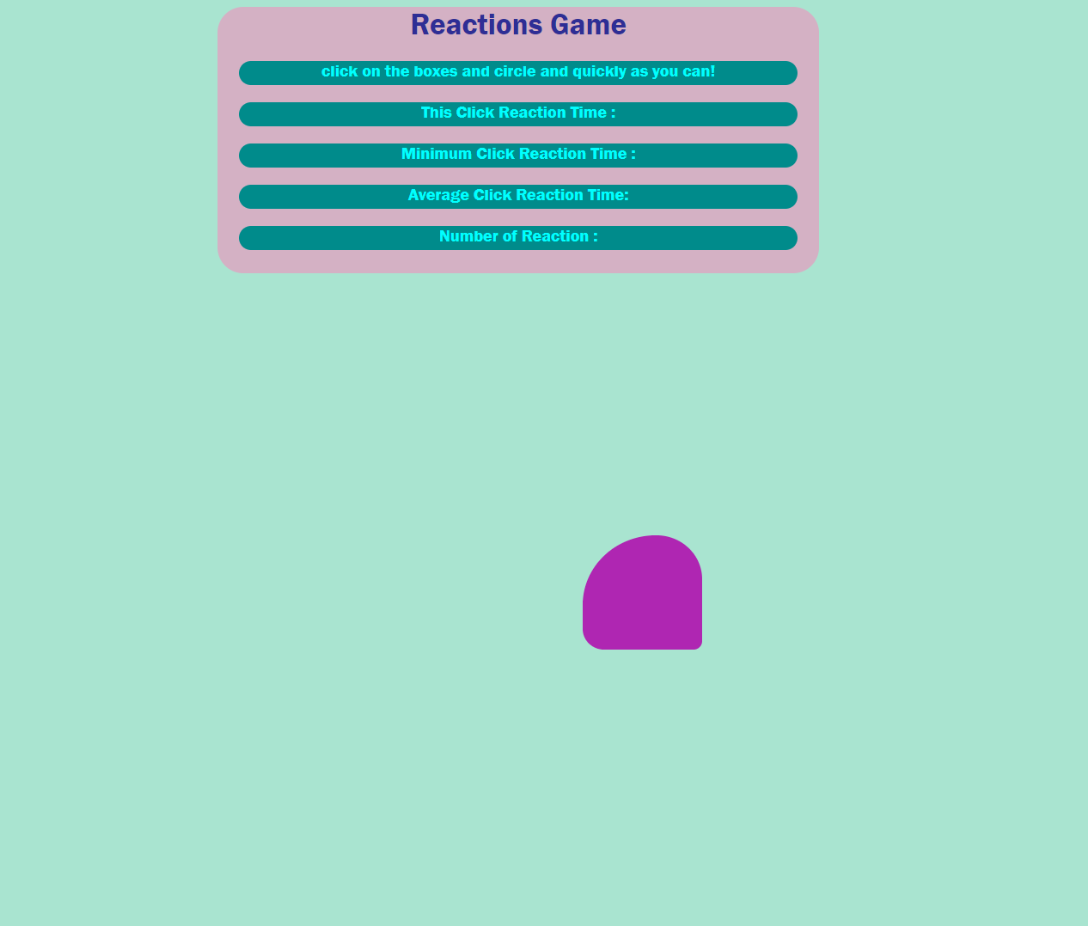 Reactions Game
click on the boxes and circle and quickly as you can!
This Click Reaction Time :
Minimum Click Reaction Time :
Average Click Reaction Time:
Number of Reaction :